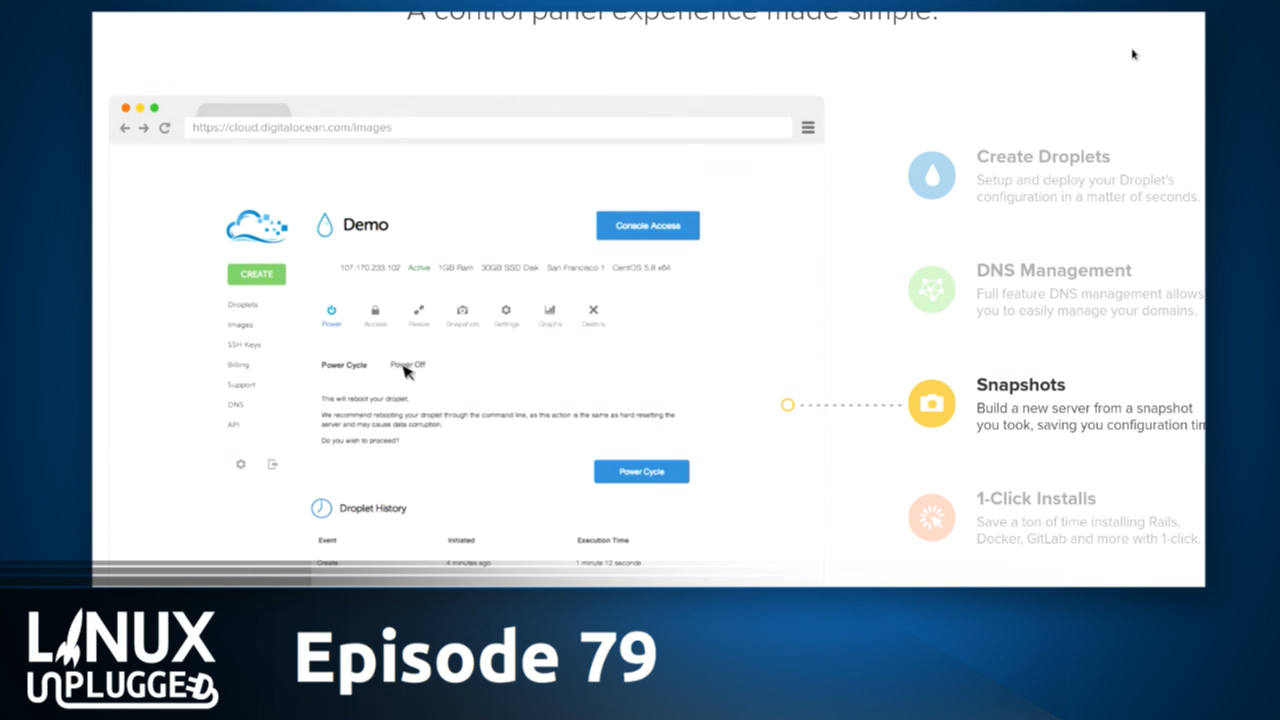 A control panel experience made simple.
https://cloud.digitalocean.com/images
Demo
Console Access
107.170.233.102 Active 1GB Ram 30GB SSD Disk San Francisco 1 CentOS 5.8 x64
CREATE
Droplets
Images
SSH Keys
Billing
Support
DNS
API
Power Access Resize Snapshots Settings Graphs Destroy
Power Cycle Power Off
This will reboot your droplet.
We recommend rebooting your droplet through the command line, as this action is the same as hard resetting the
server and may cause data corruption.
Do you wish to proceed?
Power Cycle
Droplet History
Event Initiated Execution Time
Create 4 minutes ago 1 minute 12 seconds
Create Droplets
Setup and deploy your Droplet's
configuration in a matter of seconds.
DNS Management
Full feature DNS management allows
you to easily manage your domains.
Snapshots
Build a new server from a snapshot
you took, saving you configuration tim
1-Click Installs
Save a ton of time installing Rails,
Docker, GitLab and more with 1-click.
LINUX
UNPLUGGED
Episode 79